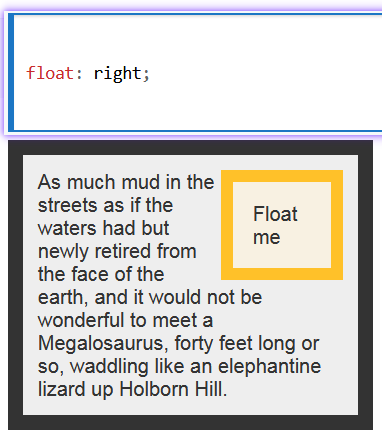 float: right;
As much mud in the
streets as if the
waters had but
newly retired from
the face of the
earth, and it would not be
wonderful to meet a
Megalosaurus, forty feet long or
so, waddling like an elephantine
lizard up Holborn Hill.
Float
me